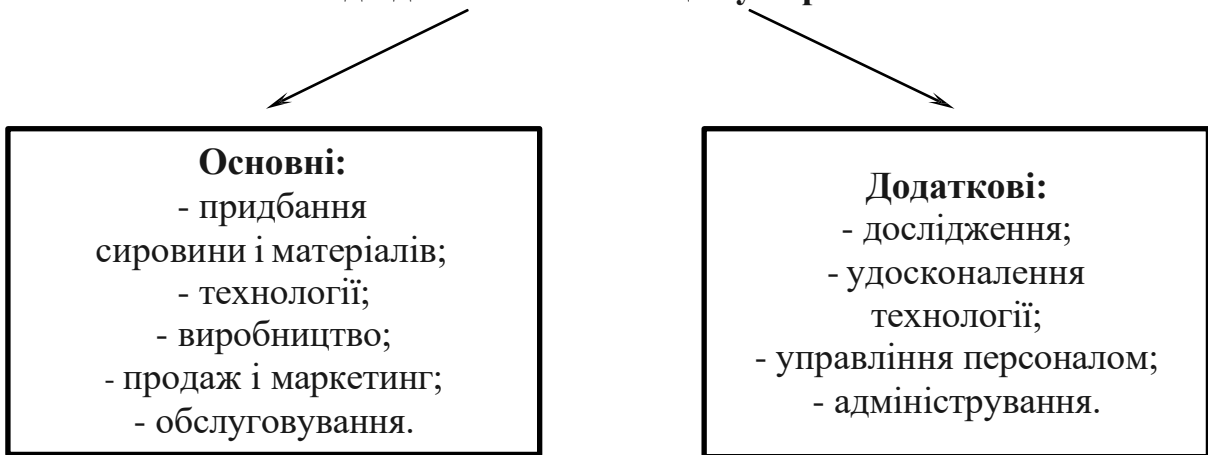 Основні:
- придбання
сировини і матеріалів;
- технології;
- виробництво;
- продаж і маркетинг;
- обслуговування.
Додаткові:
- дослідження;
- удосконалення
технології;
- управління персоналом;
- адміністрування.